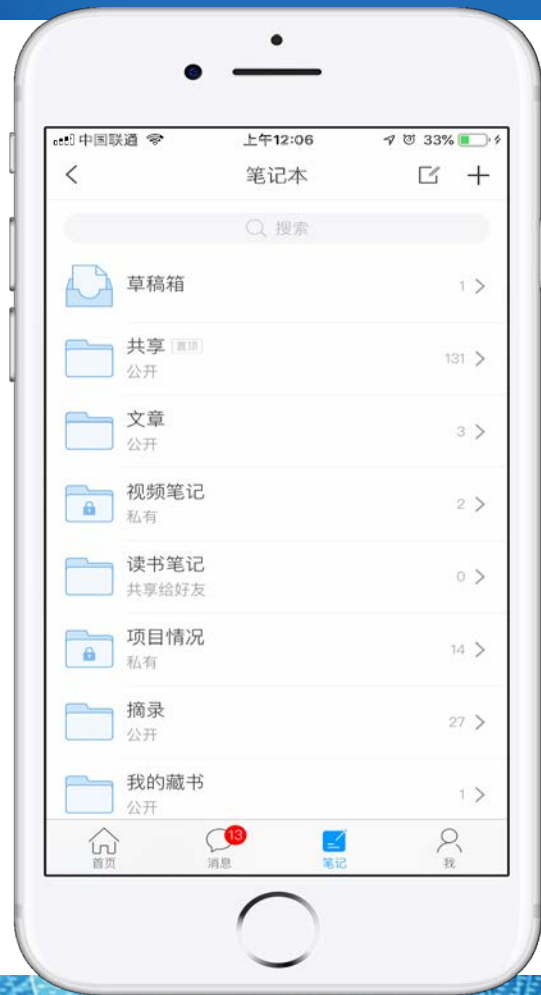 中国联通 上午12:06 33%
笔记本
搜索
草稿箱 1
共享 置顶 131
公开
文章 3
公开
视频笔记 2
私有
读书笔记 0
共享给好友
项目情况 14
私有
摘录 27
公开
我的藏书 1
公开
13
首页 消息 笔记 我